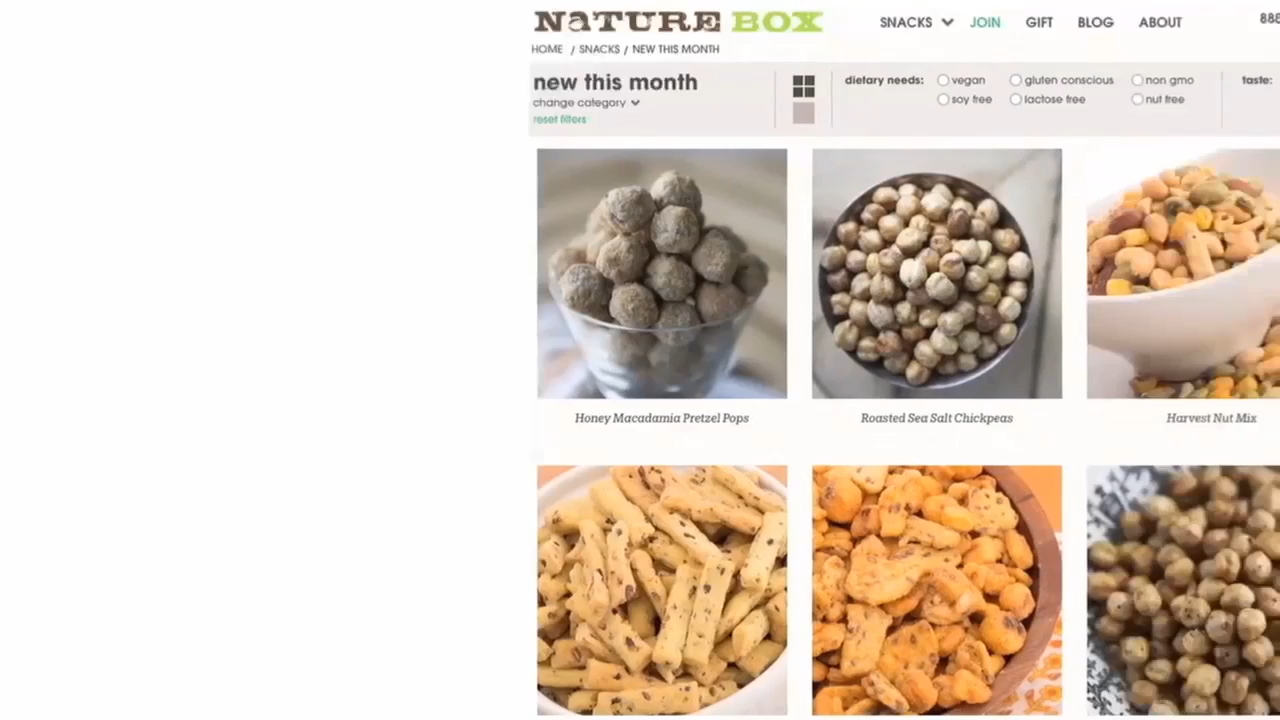 NATURE BOX
SNACKS JOIN GIFT BLOG ABOUT 888
HOME / SNACKS / NEW THIS MONTH
new this month
change category
reset filters
dietary needs: vegan gluten conscious non gmo
soy free lactose free nut free
taste:
Honey Macadamia Pretzel Pops
Roasted Sea Salt Chickpeas
Harvest Nut Mix